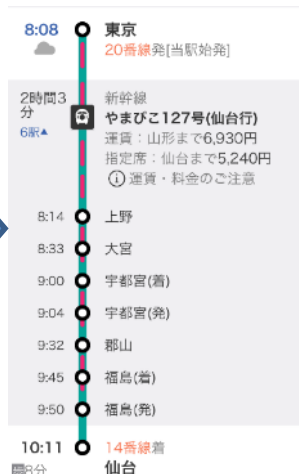 8:08 東京
20番線発[当駅始発]
2時間3分
6駅▲
新幹線
やまびこ127号(仙台行)
運賃：山形まで6,930円
指定席：仙台まで5,240円
ⓘ 運賃・料金のご注意
8:14 上野
8:33 大宮
9:00 宇都宮(着)
9:04 宇都宮(発)
9:32 郡山
9:45 福島(着)
9:50 福島(発)
10:11 14番線着
8分 仙台